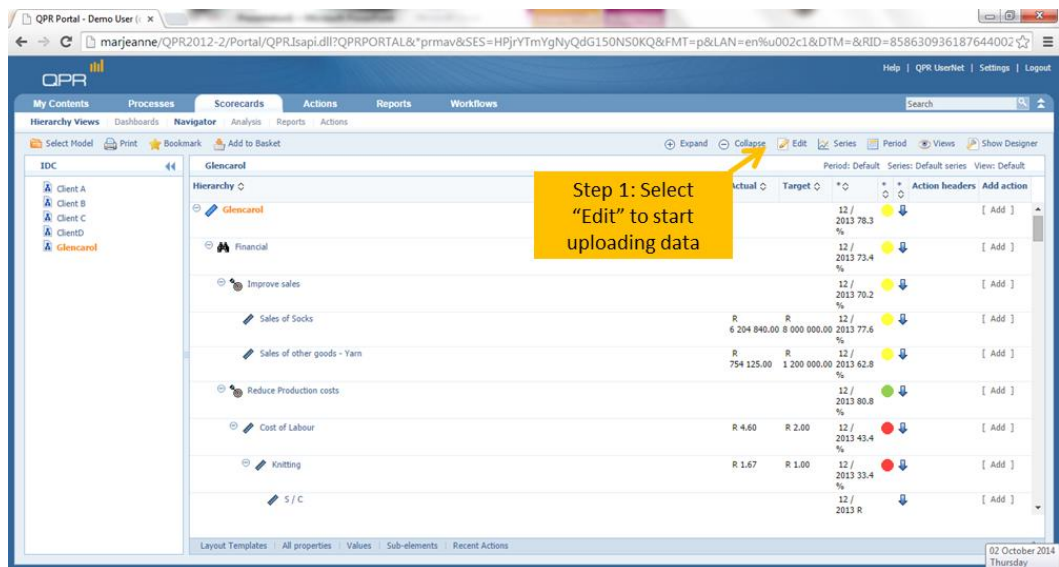 QPR Portal - Demo User (
marjeanne/QPR2012-2/Portal/QPR.Isapi.dll?QPRPORTAL&*prmav&SES=HPjrYTmYgNyQdG150NS0KQ&FMT=p&LAN=en%u002c1&DTM=&RID=858630936187644002
QPR
Help | QPR UserNet | Settings | Logout
My Contents Processes Scorecards Actions Reports Workflows Search
Hierarchy Views Dashboards Navigator Analysis Reports Actions
Select Model Print Bookmark Add to Basket Expand Collapse Edit Series Period Views Show Designer
IDC Glencarol Period: Default Series: Default series View: Default
Client A
Client B
Client C
ClientD
Glencarol
Hierarchy Actual Target * * * Action headers Add action
Step 1: Select
"Edit" to start
uploading data
Glencarol 12 / 2013 78.3 % [ Add ]
Financial 12 / 2013 73.4 % [ Add ]
Improve sales 12 / 2013 70.2 % [ Add ]
Sales of Socks R 6 204 840.00 R 8 000 000.00 12 / 2013 77.6 % [ Add ]
Sales of other goods - Yarn R 754 125.00 R 1 200 000.00 12 / 2013 62.8 % [ Add ]
Reduce Production costs 12 / 2013 80.8 % [ Add ]
Cost of Labour R 4.60 R 2.00 12 / 2013 43.4 % [ Add ]
Knitting R 1.67 R 1.00 12 / 2013 33.4 % [ Add ]
S / C 12 / 2013 R [ Add ]
Layout Templates All properties Values Sub-elements Recent Actions
02 October 2014
Thursday